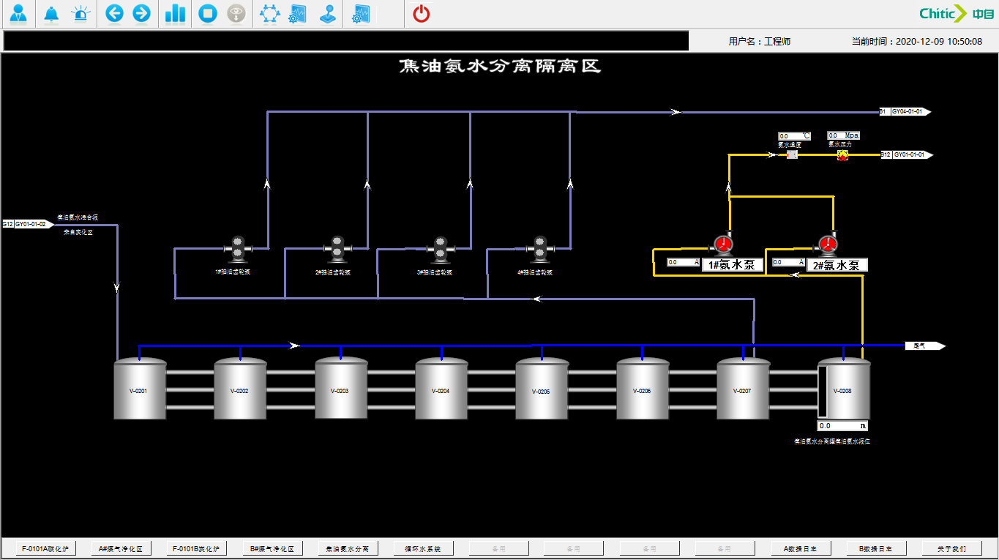 Chitic 中自
用户名：工程师 当前时间：2020-12-09 10:50:08
焦油氨水分离隔离区
B1 GY04-01-01
0.0 ℃ 0.0 Mpa
氨水温度 氨水压力
B12 GY01-01-01
焦油氨水混合液
G12 GY01-01-02
来自炭化区
0.0 A 1#氨水泵 0.0 A 2#氨水泵
1#抽油齿轮泵 2#抽油齿轮泵 3#抽油齿轮泵 4#抽油齿轮泵
尾气
V-0201 V-0202 V-0203 V-0204 V-0205 V-0206 V-0207 V-0208
0.0 m
焦油氨水分离罐焦油氨水液位
F-0101A碳化炉 A#煤气净化区 F-0101B炭化炉 B#煤气净化区 焦油氨水分离 循环水系统 备用 备用 备用 备用 A数据日志 B数据日志 关于我们